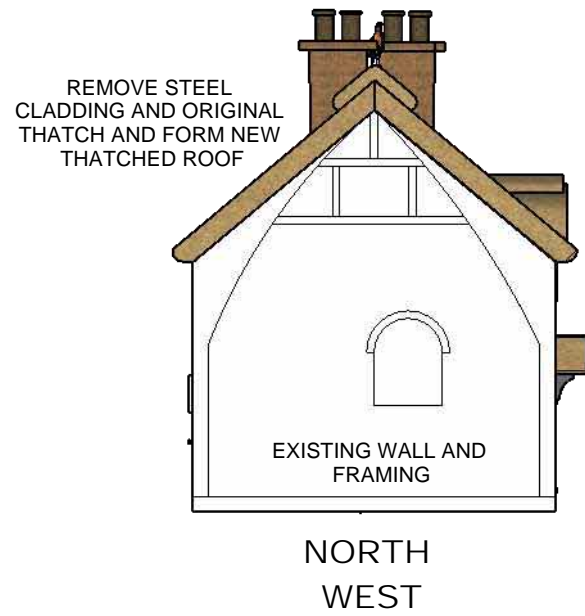 REMOVE STEEL
CLADDING AND ORIGINAL
THATCH AND FORM NEW
THATCHED ROOF
EXISTING WALL AND
FRAMING
NORTH
WEST